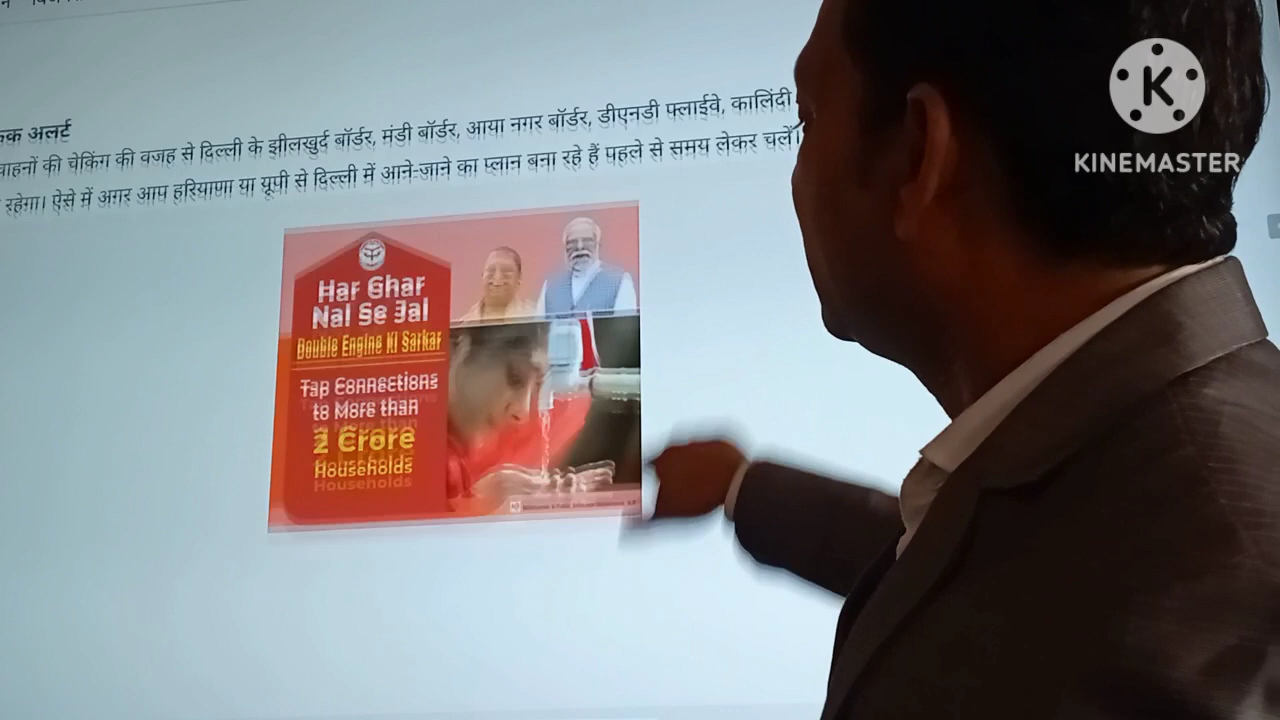 अलर्ट
वाहनों की चेकिंग की वजह से दिल्ली के झीलखुर्द बॉर्डर, मंडी बॉर्डर, आया नगर बॉर्डर, डीएनडी फ्लाईवे, कालिंदी
रहेगा। ऐसे में अगर आप हरियाणा या यूपी से दिल्ली में आने-जाने का प्लान बना रहे हैं पहले से समय लेकर चलें।
Har Ghar
Nal Se Jal
Double Engine Ki Sarkar
Tap Connections
to More than
2 Crore
Households
KINEMASTER